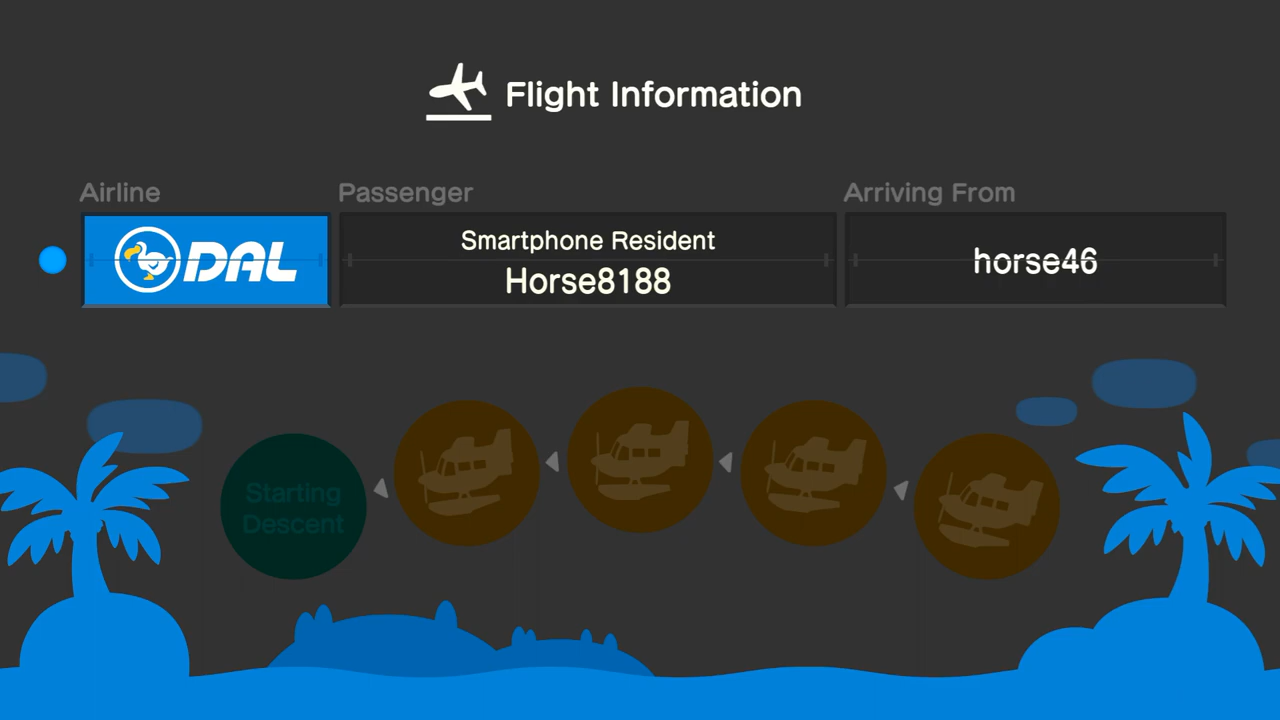 Flight Information
Airline
Passenger
Arriving From
DAL
Smartphone Resident
Horse8188
horse46
Starting
Descent